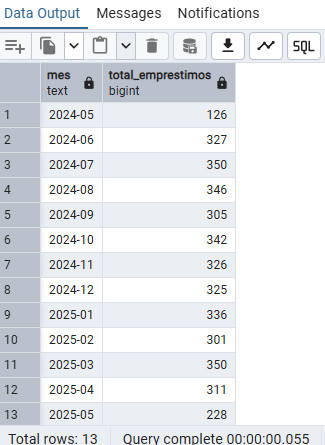 Data Output Messages Notifications
SQL
mes total_emprestimos
text bigint
1 2024-05 126
2 2024-06 327
3 2024-07 350
4 2024-08 346
5 2024-09 305
6 2024-10 342
7 2024-11 326
8 2024-12 325
9 2025-01 336
10 2025-02 301
11 2025-03 350
12 2025-04 311
13 2025-05 228
Total rows: 13 Query complete 00:00:00.055